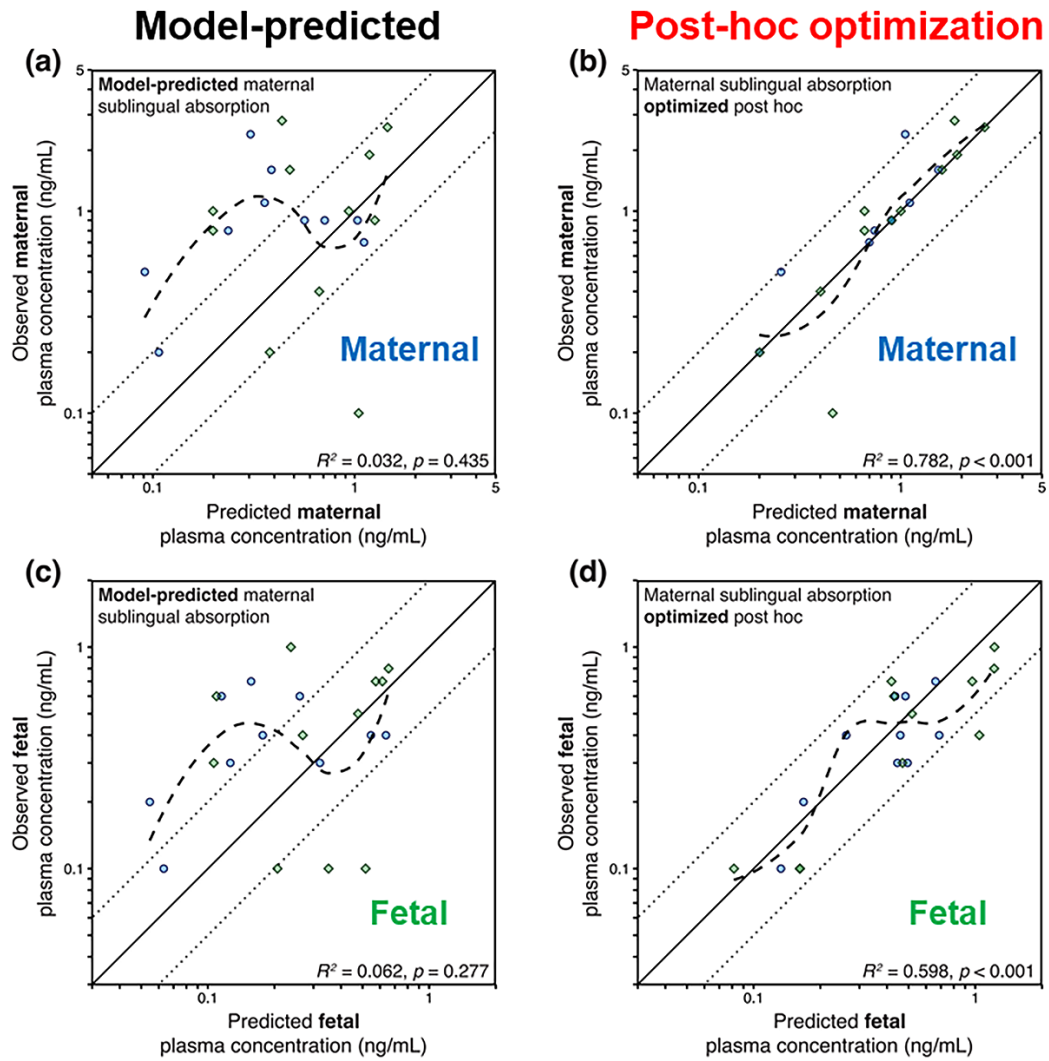 Model-predicted
Post-hoc optimization
(a)
Model-predicted maternal
sublingual absorption
5
1
0.1
Observed maternal
plasma concentration (ng/mL)
Maternal
R² = 0.032, p = 0.435
0.1
1
5
Predicted maternal
plasma concentration (ng/mL)
(b)
Maternal sublingual absorption
optimized post hoc
5
1
0.1
Observed maternal
plasma concentration (ng/mL)
Maternal
R² = 0.782, p < 0.001
0.1
1
5
Predicted maternal
plasma concentration (ng/mL)
(c)
Model-predicted maternal
sublingual absorption
1
0.1
Observed fetal
plasma concentration (ng/mL)
Fetal
R² = 0.062, p = 0.277
0.1
1
Predicted fetal
plasma concentration (ng/mL)
(d)
Maternal sublingual absorption
optimized post hoc
1
0.1
Observed fetal
plasma concentration (ng/mL)
Fetal
R² = 0.598, p < 0.001
0.1
1
Predicted fetal
plasma concentration (ng/mL)